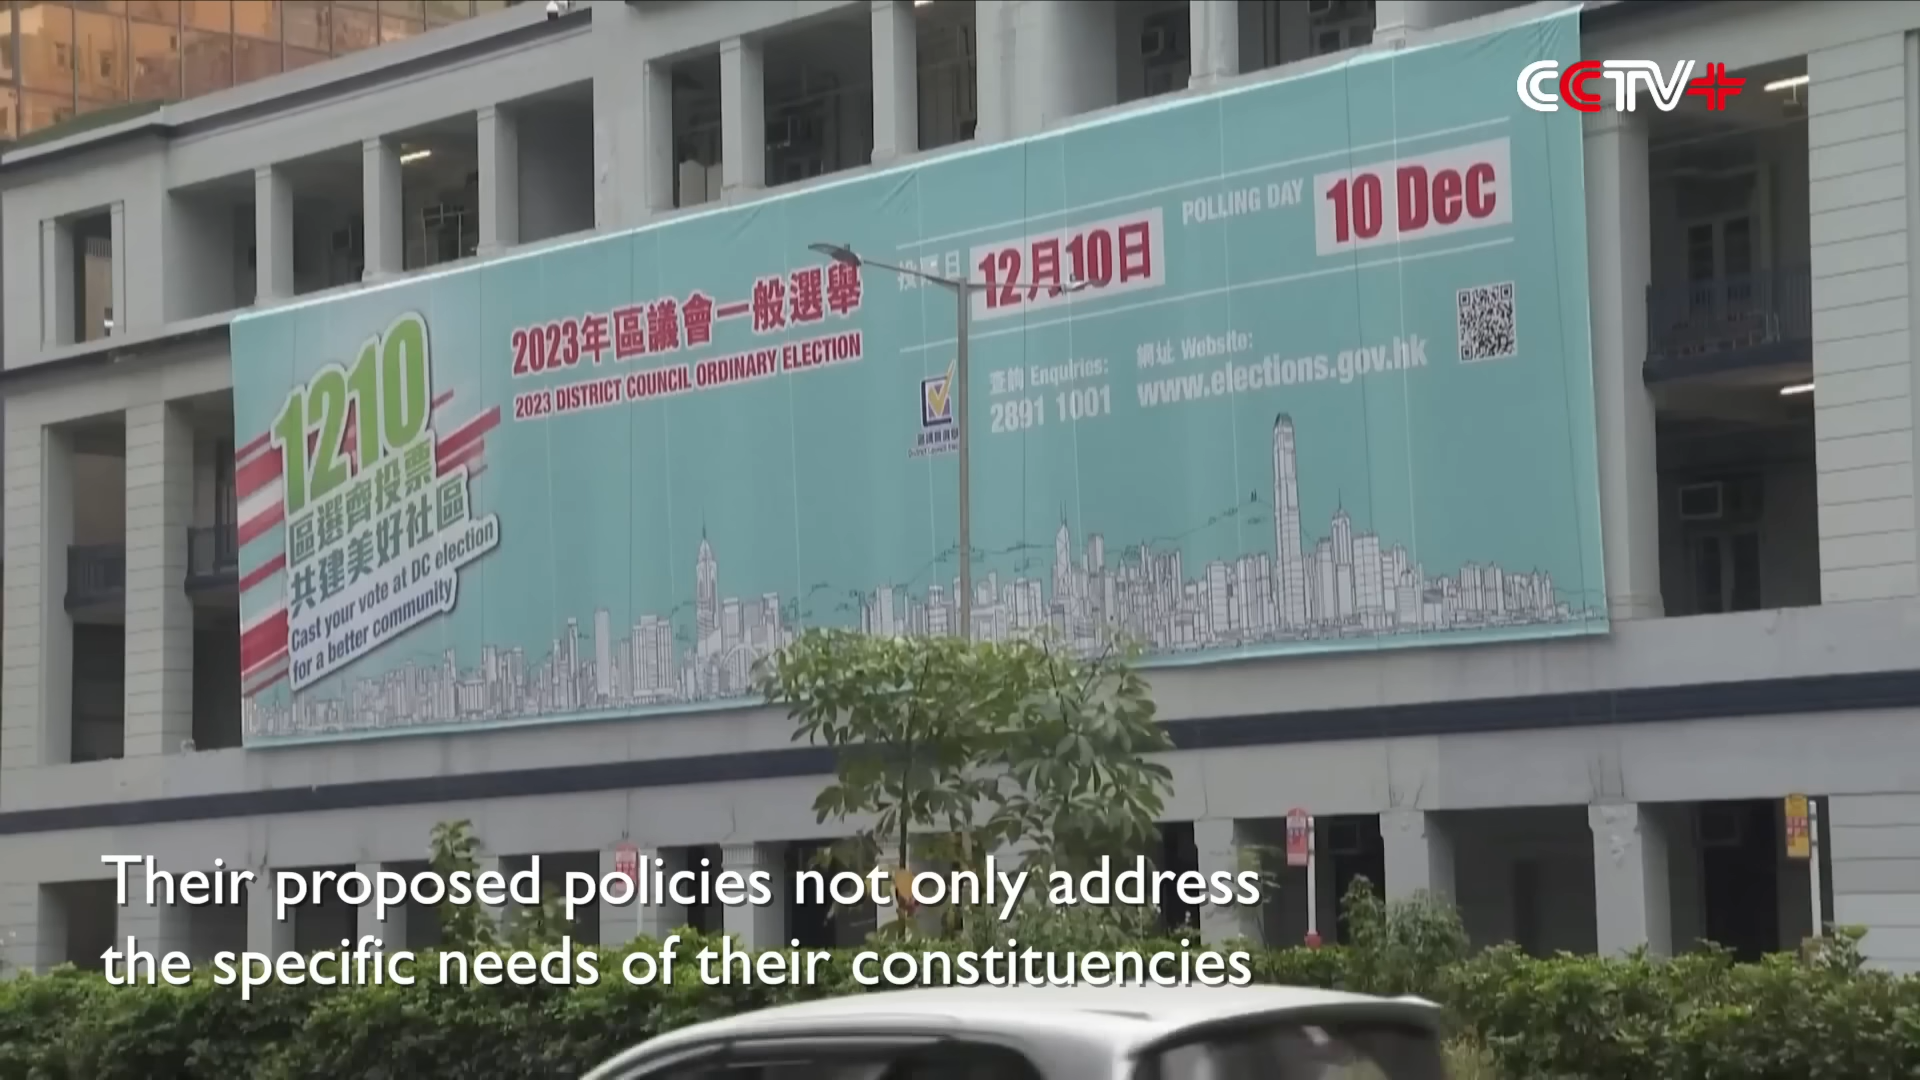 CCTV+
POLLING DAY 10 Dec
12月10日
2023年區議會一般選舉
2023 DISTRICT COUNCIL ORDINARY ELECTION
查詢 Enquiries:
2891 1001
網址 Website:
www.elections.gov.hk
1210
區選齊投票
共建美好社區
Cast your vote at DC election
for a better community
Their proposed policies not only address
the specific needs of their constituencies